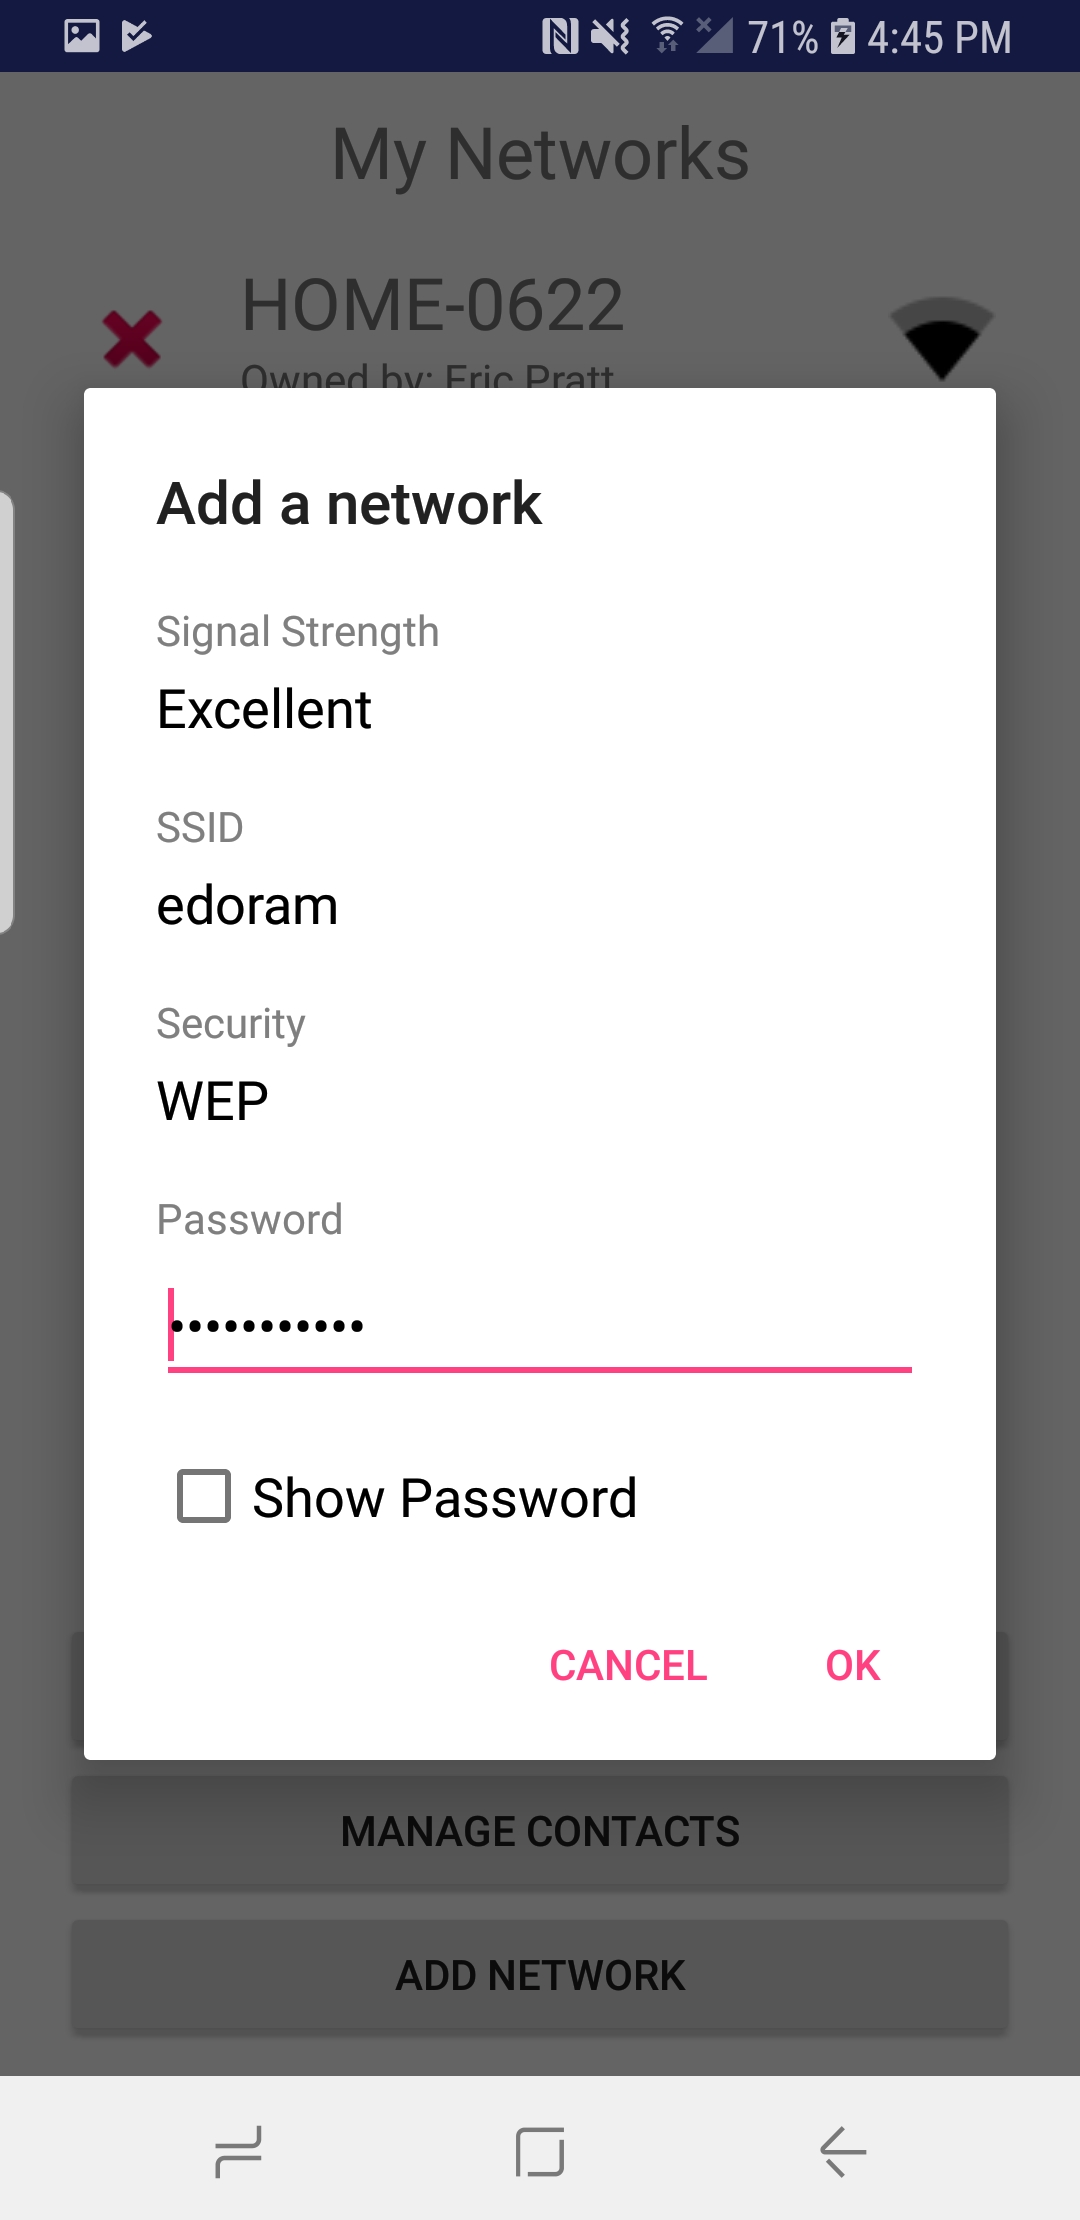 71% 4:45 PM
My Networks
HOME-0622
Owned by: Eric Pratt
Add a network
Signal Strength
Excellent
SSID
edoram
Security
WEP
Password
•••••••••••
Show Password
CANCEL OK
MANAGE CONTACTS
ADD NETWORK